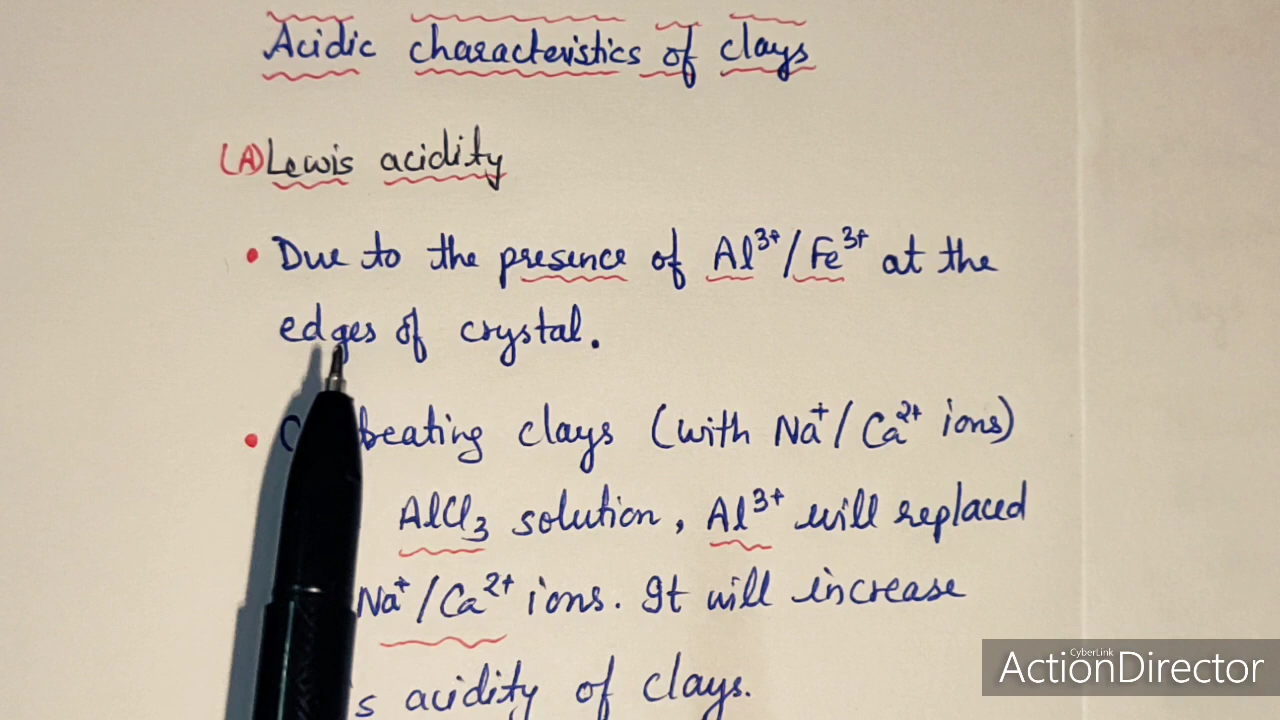 Acidic characteristics of clays
(A) Lewis acidity
• Due to the presence of Al³⁺/Fe³⁺ at the
edges of crystal.
• clays (with Na⁺/Ca²⁺ ions)
AlCl₃ solution, Al³⁺ will replaced
Na⁺/Ca²⁺ ions. It will increase
acidity of clays.
CyberLink
ActionDirector